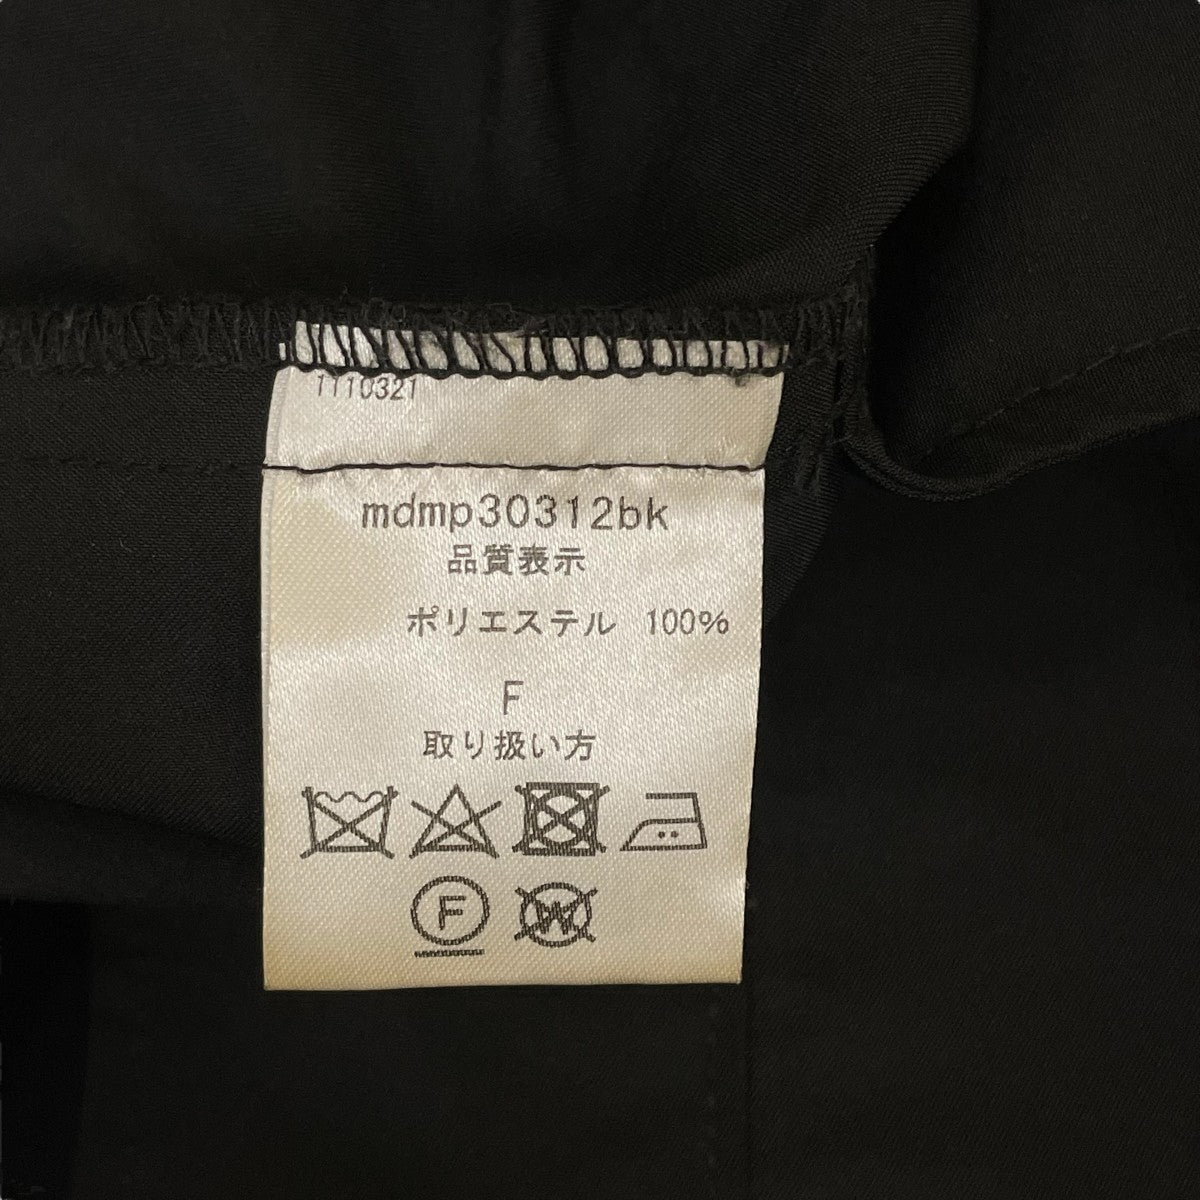 1110321
mdmp30312bk
品質表示
ポリエステル 100%
F
取り扱い方
F W